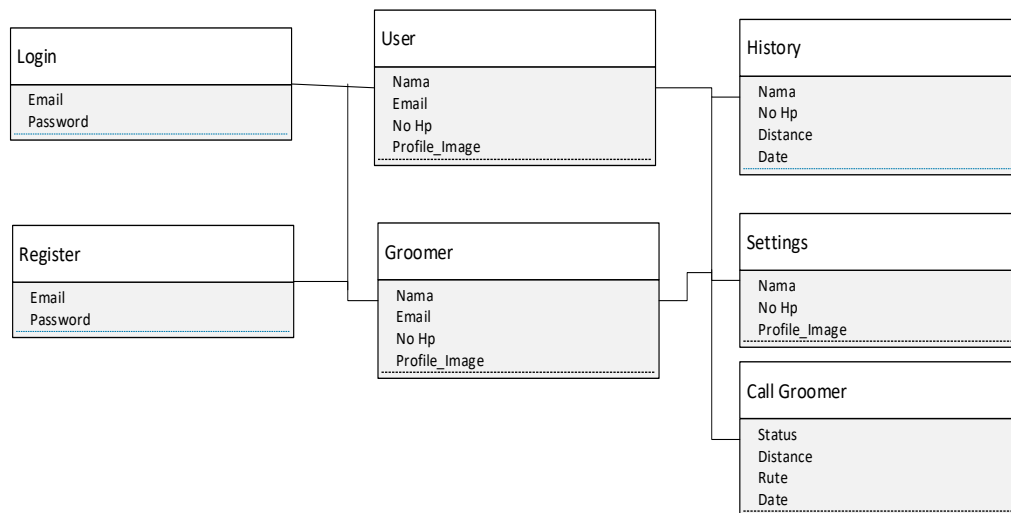 Login
Email
Password
User
Nama
Email
No Hp
Profile_Image
History
Nama
No Hp
Distance
Date
Register
Email
Password
Groomer
Nama
Email
No Hp
Profile_Image
Settings
Nama
No Hp
Profile_Image
Call Groomer
Status
Distance
Rute
Date